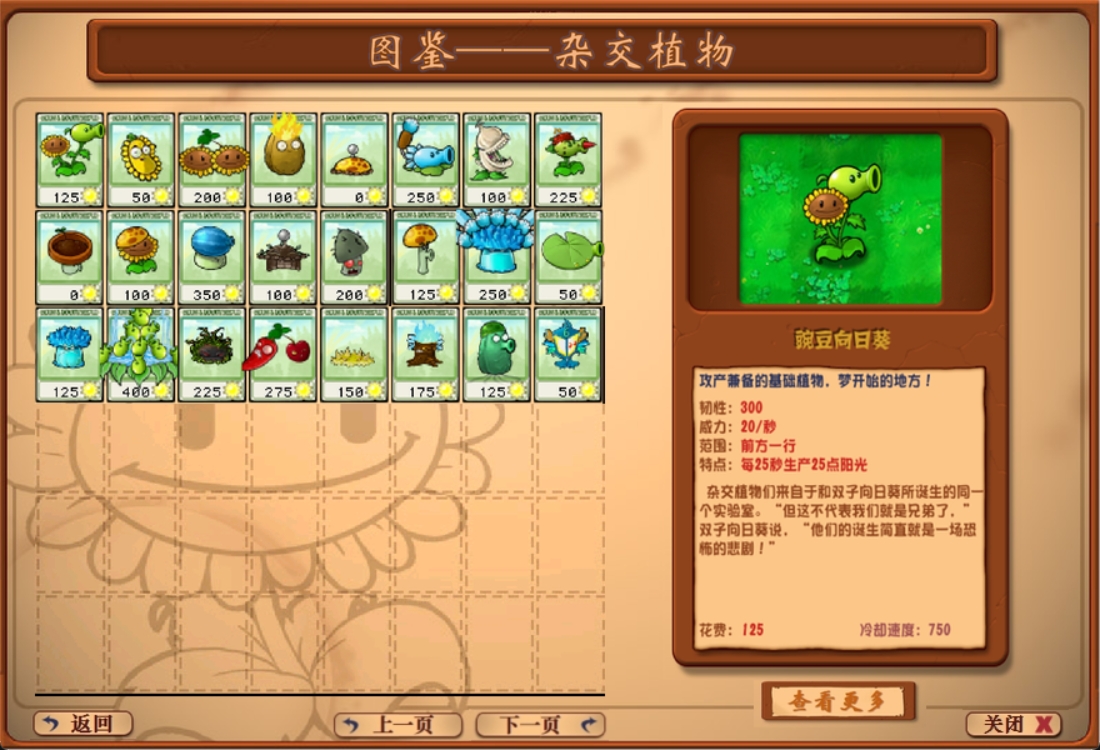 图鉴——杂交植物
125 50 200 100 0 250 100 225
0 100 350 100 200 125 250 50
125 400 225 275 150 175 125 50
豌豆向日葵
攻产兼备的基础植物，梦开始的地方！
韧性：300
威力：20/秒
范围：前方一行
特点：每25秒生产25点阳光
杂交植物们来自于和双子向日葵所诞生的同一
个实验室。“但这不代表我们就是兄弟了，”
双子向日葵说，“他们的诞生简直就是一场恐
怖的悲剧！”
花费：125 冷却速度：750
查看更多
返回 上一页 下一页 关闭